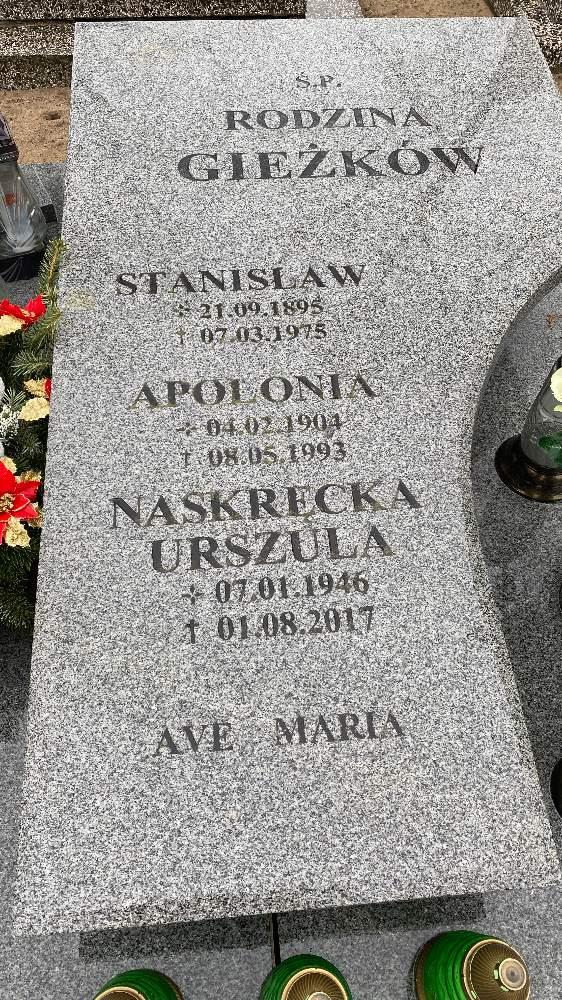 Ś.P.
RODZINA
GIEŻKÓW
STANISŁAW
✢ 21.09.1895
† 07.03.1975
APOLONIA
✢ 04.02.1904
† 08.05.1993
NASKRĘCKA
URSZULA
✢ 07.01.1946
† 01.08.2017
AVE MARIA